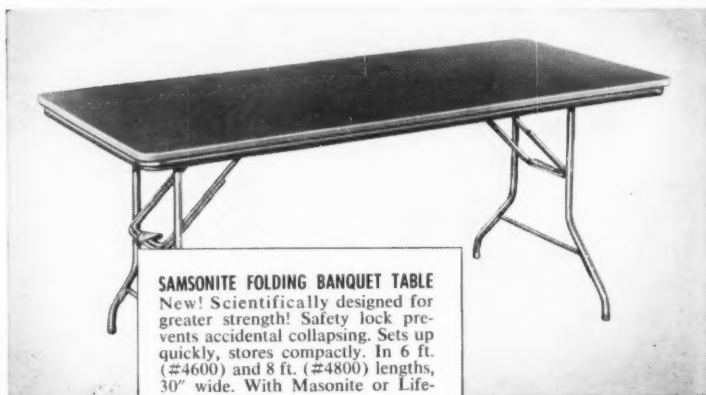 SAMSONITE FOLDING BANQUET TABLE
New! Scientifically designed for
greater strength! Safety lock pre-
vents accidental collapsing. Sets up
quickly, stores compactly. In 6 ft.
(#4600) and 8 ft. (#4800) lengths,
30″ wide. With Masonite or Life-